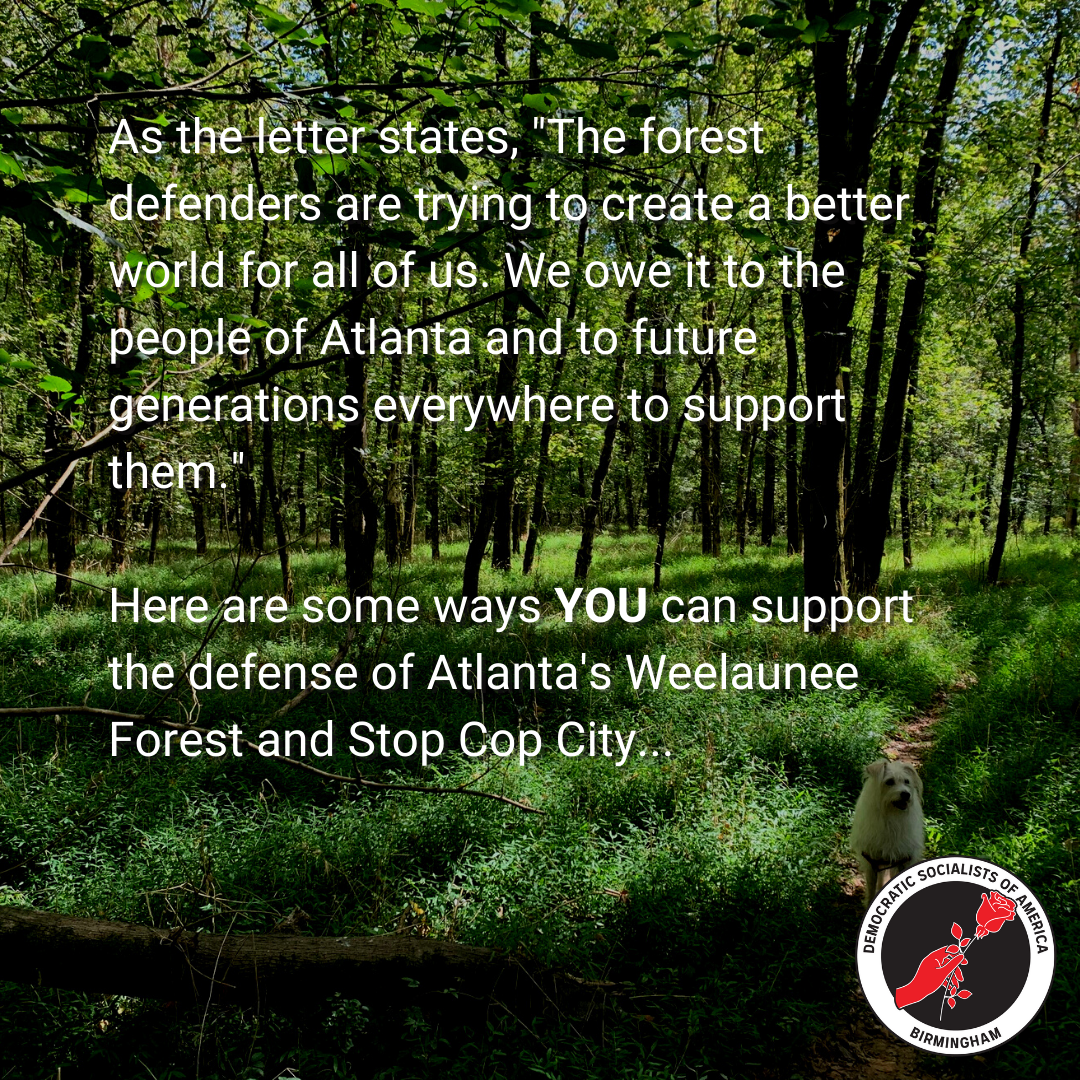 As the letter states, "The forest
defenders are trying to create a better
world for all of us. We owe it to the
people of Atlanta and to future
generations everywhere to support
them."
Here are some ways YOU can support
the defense of Atlanta's Weelaunee
Forest and Stop Cop City...
DEMOCRATIC SOCIALISTS OF AMERICA
BIRMINGHAM